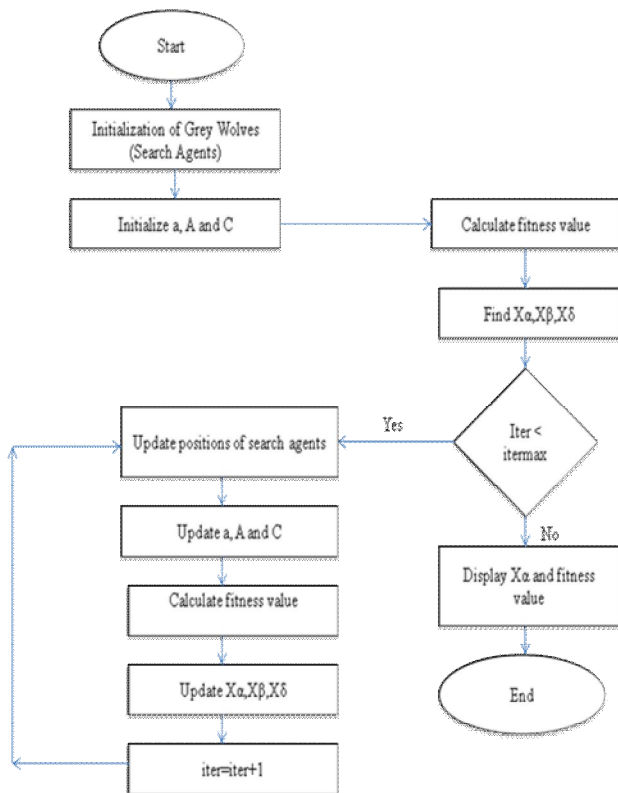 Start
Initialization of Grey Wolves
(Search Agents)
Initialize a, A and C
Calculate fitness value
Find Xα,Xβ,Xδ
Iter <
itermax
Yes
No
Update positions of search agents
Update a, A and C
Calculate fitness value
Update Xα,Xβ,Xδ
iter=iter+1
Display Xα and fitness
value
End